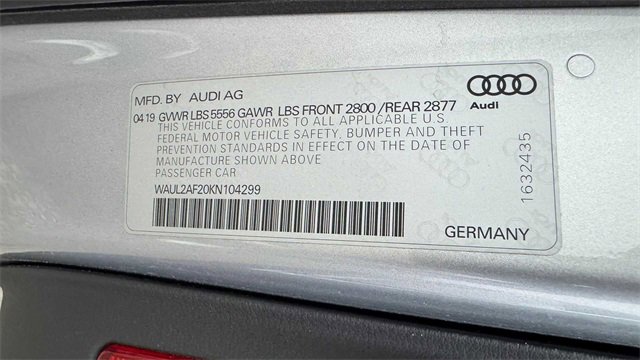 MFD. BY AUDI AG
04 19 GVWR LBS 5556 GAWR LBS FRONT 2800 /REAR 2877
THIS VEHICLE CONFORMS TO ALL APPLICABLE U.S
FEDERAL MOTOR VEHICLE SAFETY, BUMPER AND THEFT
PREVENTION STANDARDS IN EFFECT ON THE DATE OF
MANUFACTURE SHOWN ABOVE
PASSENGER CAR
WAUL2AF20KN104299
Audi
1632435
GERMANY